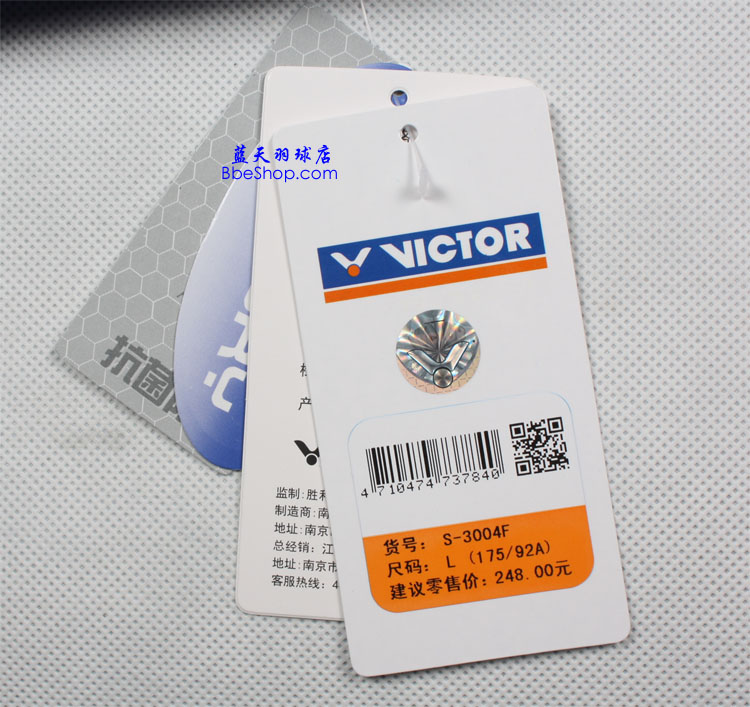 蓝天羽球店
BbeShop.com
VICTOR
抗菌
产
监制:胜利
制造商:南
地址:南京
总经销:江
地址:南京市
客服热线:4
4 710474 737840
货号: S-3004F
尺码: L (175/92A)
建议零售价: 248.00元